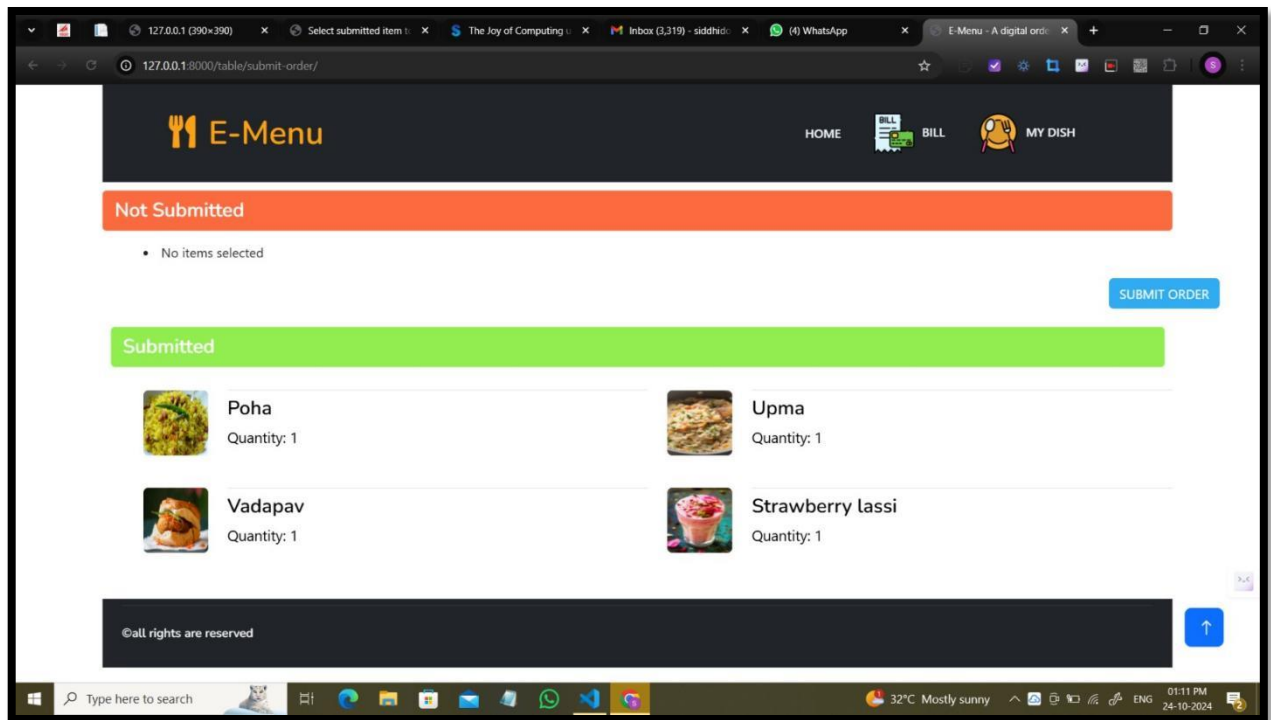 127.0.0.1 (390×390)
Select submitted item to
The Joy of Computing u
Inbox (3,319) - siddhido
(4) WhatsApp
E-Menu - A digital orde
127.0.0.1:8000/table/submit-order/
S
E-Menu
HOME
BILL
BILL
MY DISH
Not Submitted
• No items selected
SUBMIT ORDER
Submitted
Poha
Quantity: 1
Upma
Quantity: 1
Vadapav
Quantity: 1
Strawberry lassi
Quantity: 1
©all rights are reserved
Type here to search
32°C Mostly sunny
ENG
01:11 PM
24-10-2024